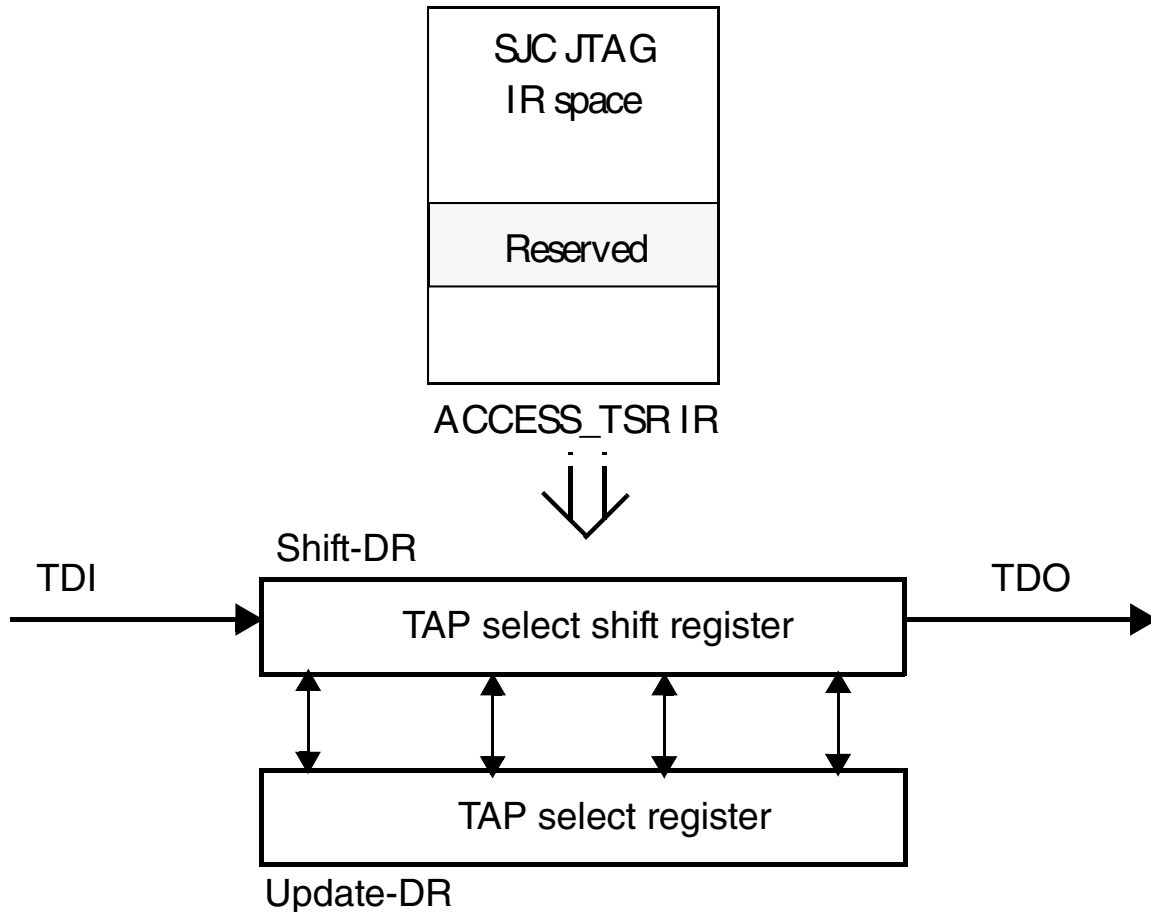 SJC JTAG
IR space
Reserved
ACCESS_TSR IR
Shift-DR
TDI
TDO
TAP select shift register
TAP select register
Update-DR